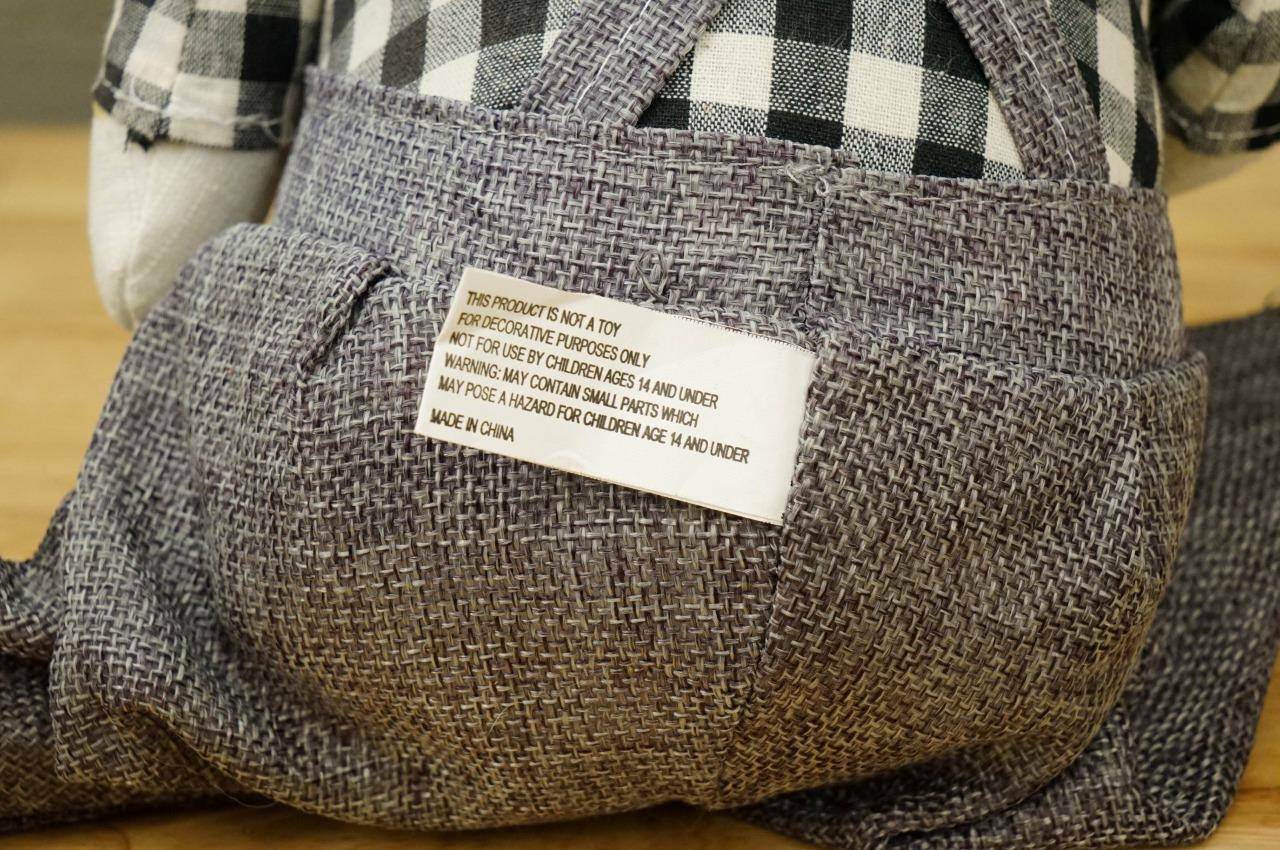 THIS PRODUCT IS NOT A TOY
FOR DECORATIVE PURPOSES ONLY
NOT FOR USE BY CHILDREN AGES 14 AND UNDER
WARNING: MAY CONTAIN SMALL PARTS WHICH
MAY POSE A HAZARD FOR CHILDREN AGE 14 AND UNDER
MADE IN CHINA